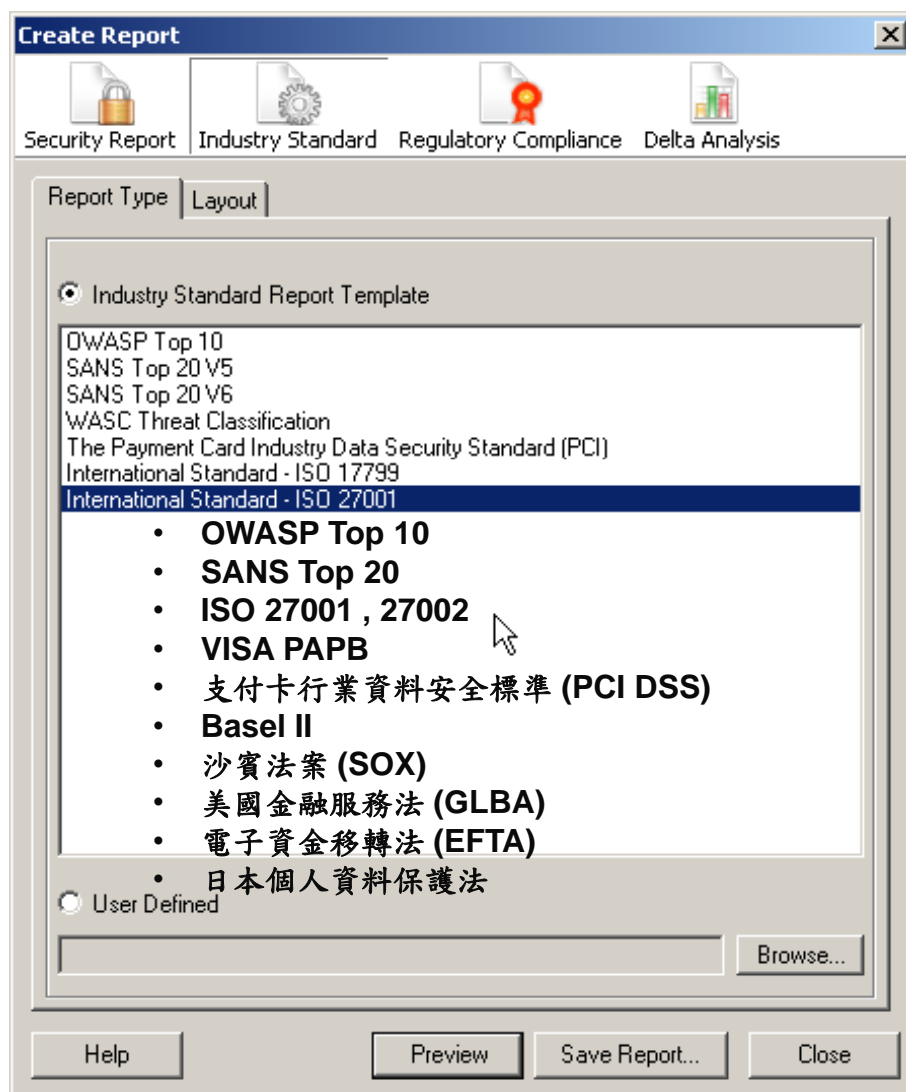 Create Report
Security Report Industry Standard Regulatory Compliance Delta Analysis
Report Type Layout
Industry Standard Report Template
OWASP Top 10
SANS Top 20 V5
SANS Top 20 V6
WASC Threat Classification
The Payment Card Industry Data Security Standard (PCI)
International Standard - ISO 17799
International Standard - ISO 27001
• OWASP Top 10
• SANS Top 20
• ISO 27001 , 27002
• VISA PAPB
• 支付卡行業資料安全標準 (PCI DSS)
• Basel II
• 沙賓法案 (SOX)
• 美國金融服務法 (GLBA)
• 電子資金移轉法 (EFTA)
• 日本個人資料保護法
User Defined
Browse...
Help Preview Save Report... Close